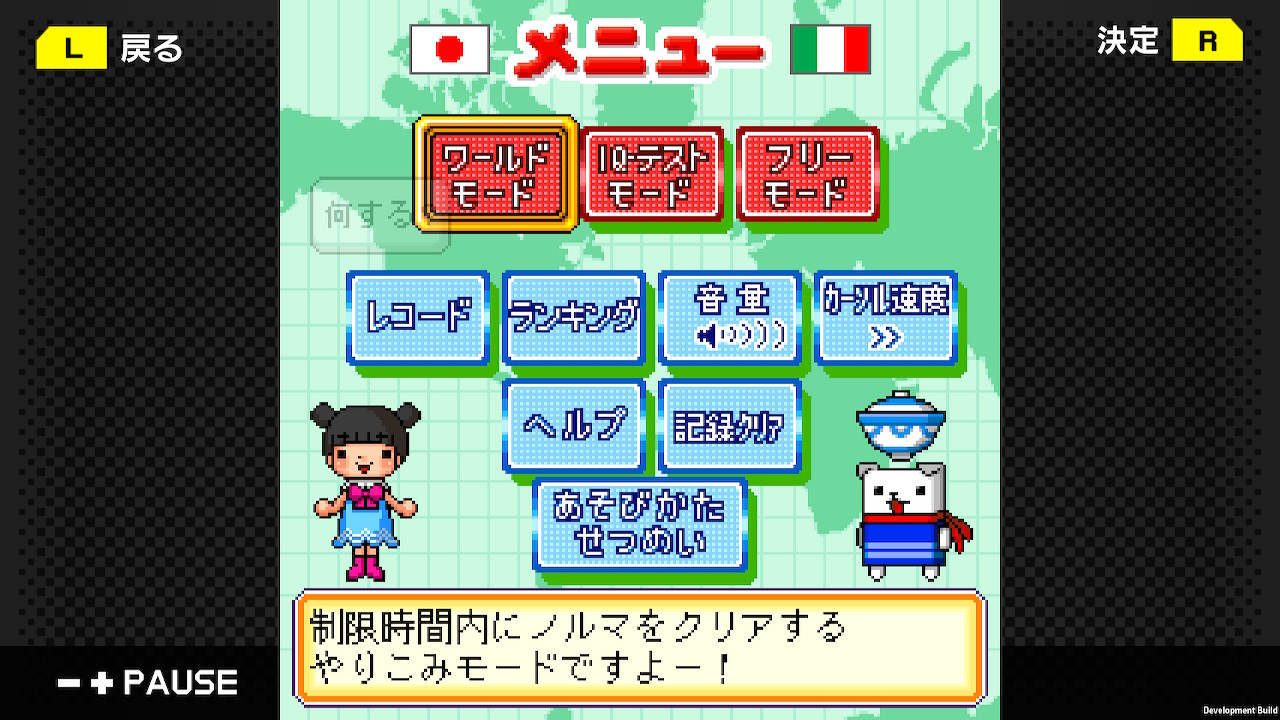 L 戻る
メニュー
決定 R
ワールド
モード
IQ・テスト
モード
フリー
モード
何する
レコード
ランキング
音量
カーソル速度
ヘルプ
記録クリア
あそびかた
せつめい
制限時間内にノルマをクリアする
やりこみモードですよー！
－＋PAUSE
Development Build